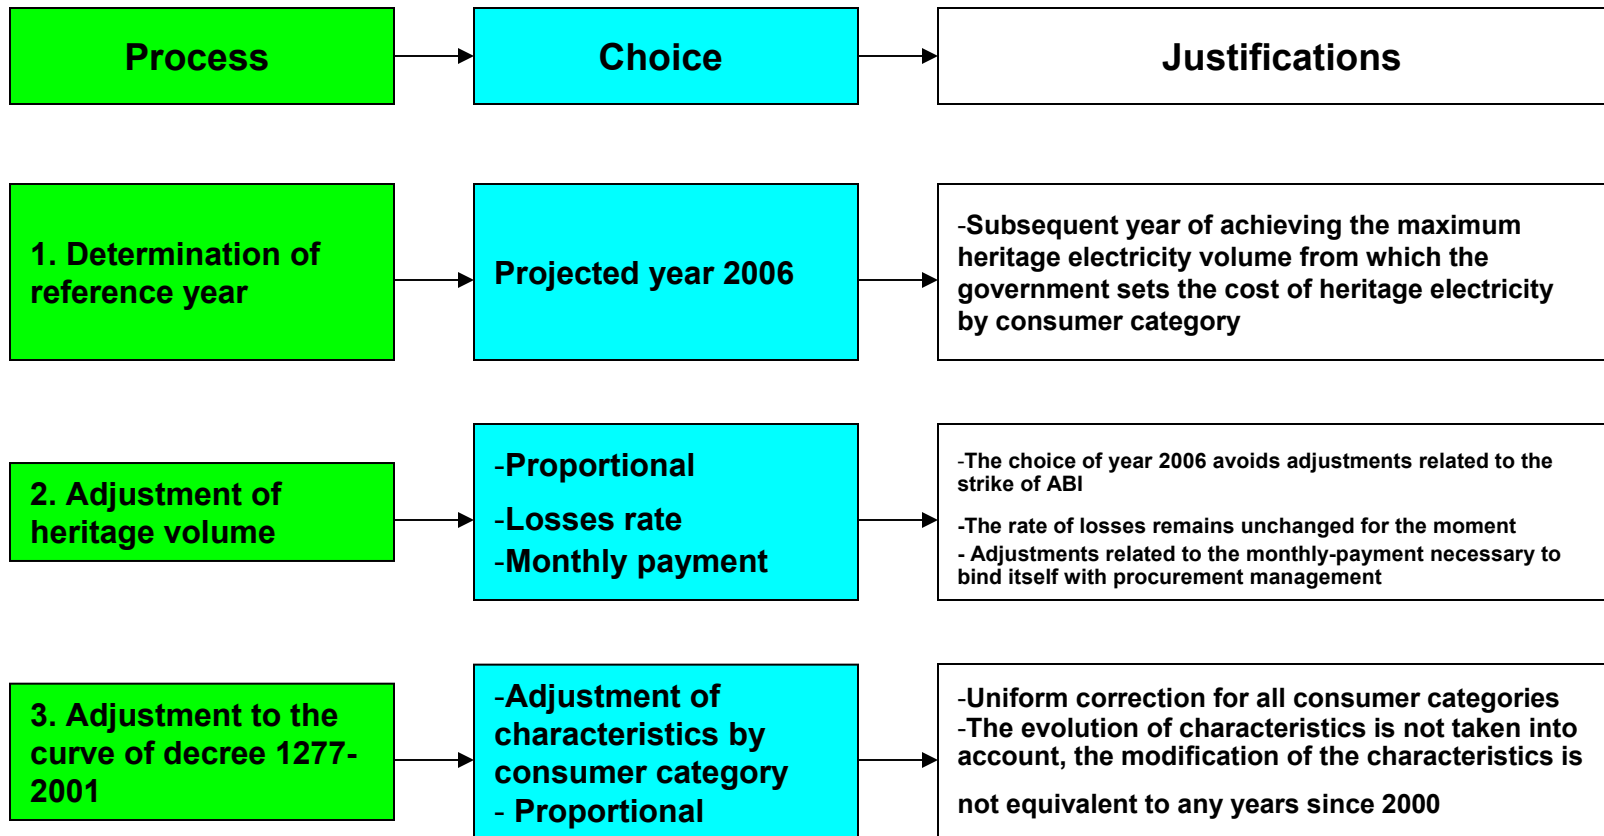 Process
Choice
Justifications
1. Determination of
reference year
Projected year 2006
-Subsequent year of achieving the maximum
heritage electricity volume from which the
government sets the cost of heritage electricity
by consumer category
2. Adjustment of
heritage volume
-Proportional
-Losses rate
-Monthly payment
-The choice of year 2006 avoids adjustments related to the
strike of ABI
-The rate of losses remains unchanged for the moment
- Adjustments related to the monthly-payment necessary to
bind itself with procurement management
3. Adjustment to the
curve of decree 1277-
2001
-Adjustment of
characteristics by
consumer category
- Proportional
-Uniform correction for all consumer categories
-The evolution of characteristics is not taken into
account, the modification of the characteristics is
not equivalent to any years since 2000